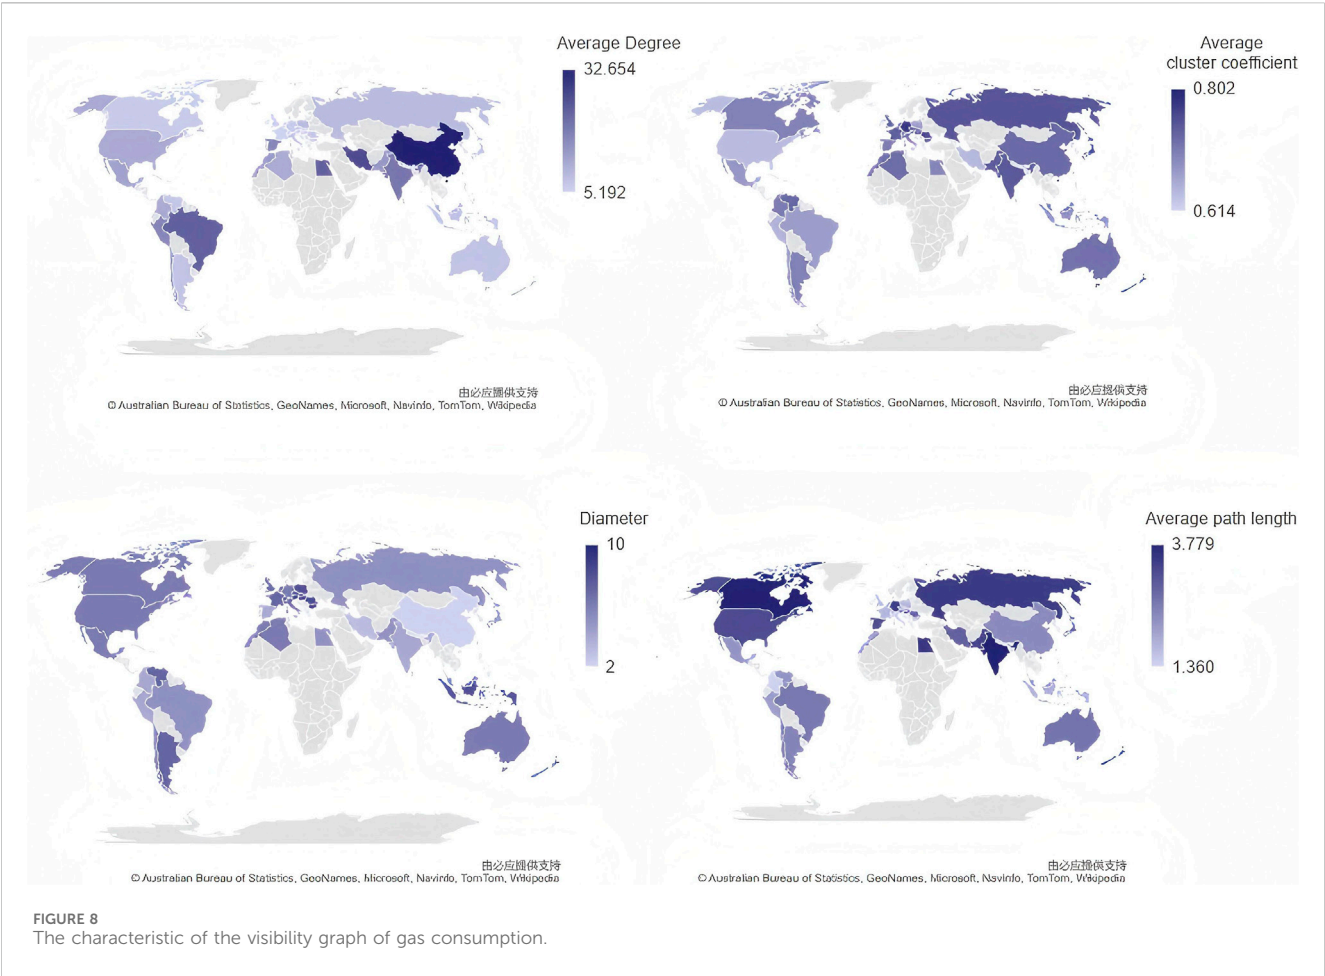 Average Degree
32.654
5.192
由必应提供支持
© Australian Bureau of Statistics, GeoNames, Microsoft, Navinfo, TomTom, Wikipedia
Average
cluster coefficient
0.802
0.614
由必应提供支持
© Australian Bureau of Statistics, GeoNames, Microsoft, Navinfo, TomTom, Wikipedia
Diameter
10
2
由必应提供支持
© Australian Bureau of Statistics, GeoNames, Microsoft, Navinfo, TomTom, Wikipedia
Average path length
3.779
1.360
由必应提供支持
© Australian Bureau of Statistics, GeoNames, Microsoft, Navinfo, TomTom, Wikipedia
FIGURE 8
The characteristic of the visibility graph of gas consumption.